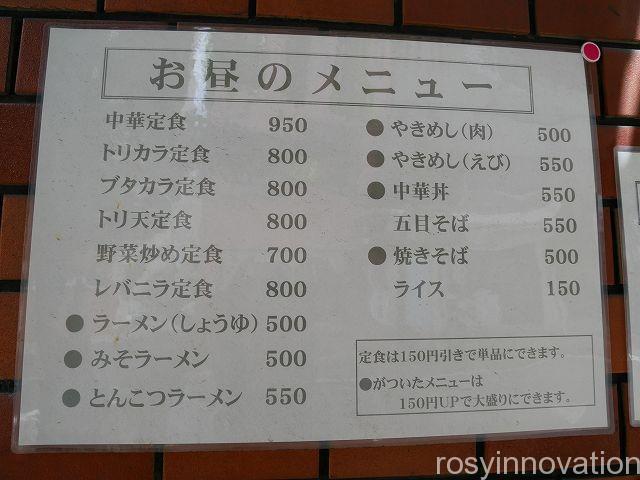 お昼のメニュー
中華定食 950
トリカラ定食 800
ブタカラ定食 800
トリ天定食 800
野菜炒め定食 700
レバニラ定食 800
●ラーメン(しょうゆ) 500
●みそラーメン 500
●とんこつラーメン 550
●やきめし(肉) 500
●やきめし(えび) 550
●中華丼 550
五目そば 550
●焼きそば 500
ライス 150
定食は150円引きで単品にできます。
●がついたメニューは
150円UPで大盛りにできます。
rosyinnovation